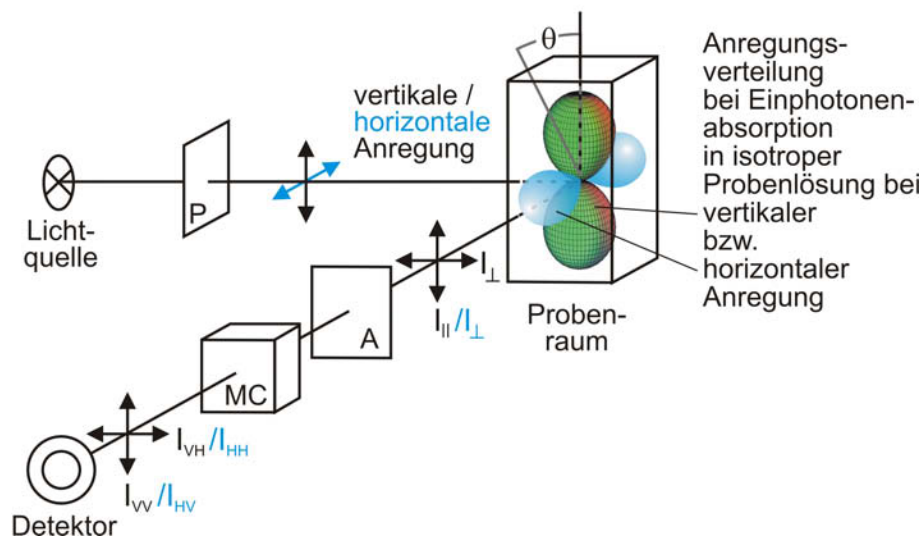 θ
vertikale /
horizontale
Anregung
P
Licht-
quelle
Anregungs-
verteilung
bei Einphotonen-
absorption
in isotroper
Probenlösung bei
vertikaler
bzw.
horizontaler
Anregung
I⊥
I||/I⊥
A
Proben-
raum
MC
IVH/IHH
IVV/IHV
Detektor